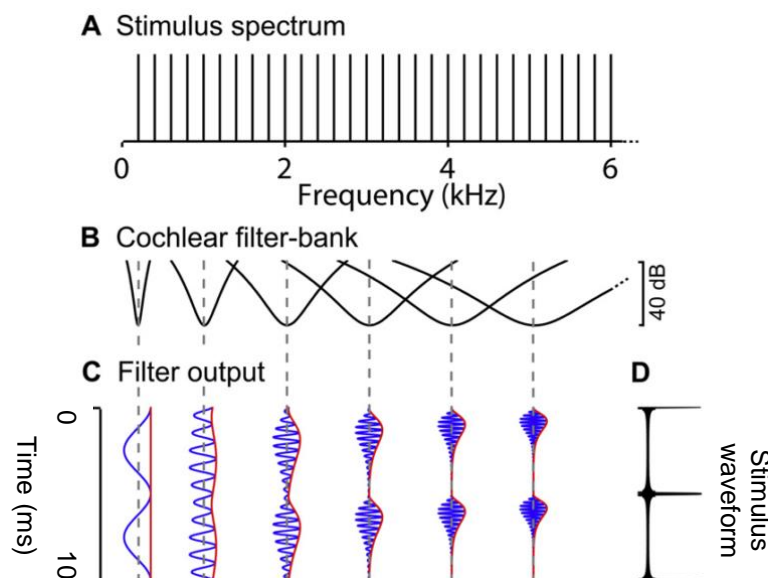 A Stimulus spectrum
0 2 4 6
Frequency (kHz)
B Cochlear filter-bank
40 dB
C Filter output
D
0
10
Time (ms)
Stimulus
waveform